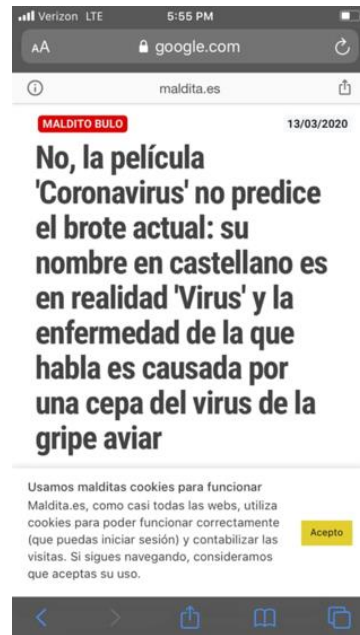 Verizon LTE 5:55 PM
AA google.com
maldita.es
MALDITO BULO 13/03/2020
No, la película
'Coronavirus' no predice
el brote actual: su
nombre en castellano es
en realidad 'Virus' y la
enfermedad de la que
habla es causada por
una cepa del virus de la
gripe aviar
Usamos malditas cookies para funcionar
Maldita.es, como casi todas las webs, utiliza
cookies para poder funcionar correctamente
(que puedas iniciar sesión) y contabilizar las
visitas. Si sigues navegando, consideramos
que aceptas su uso.
Acepto